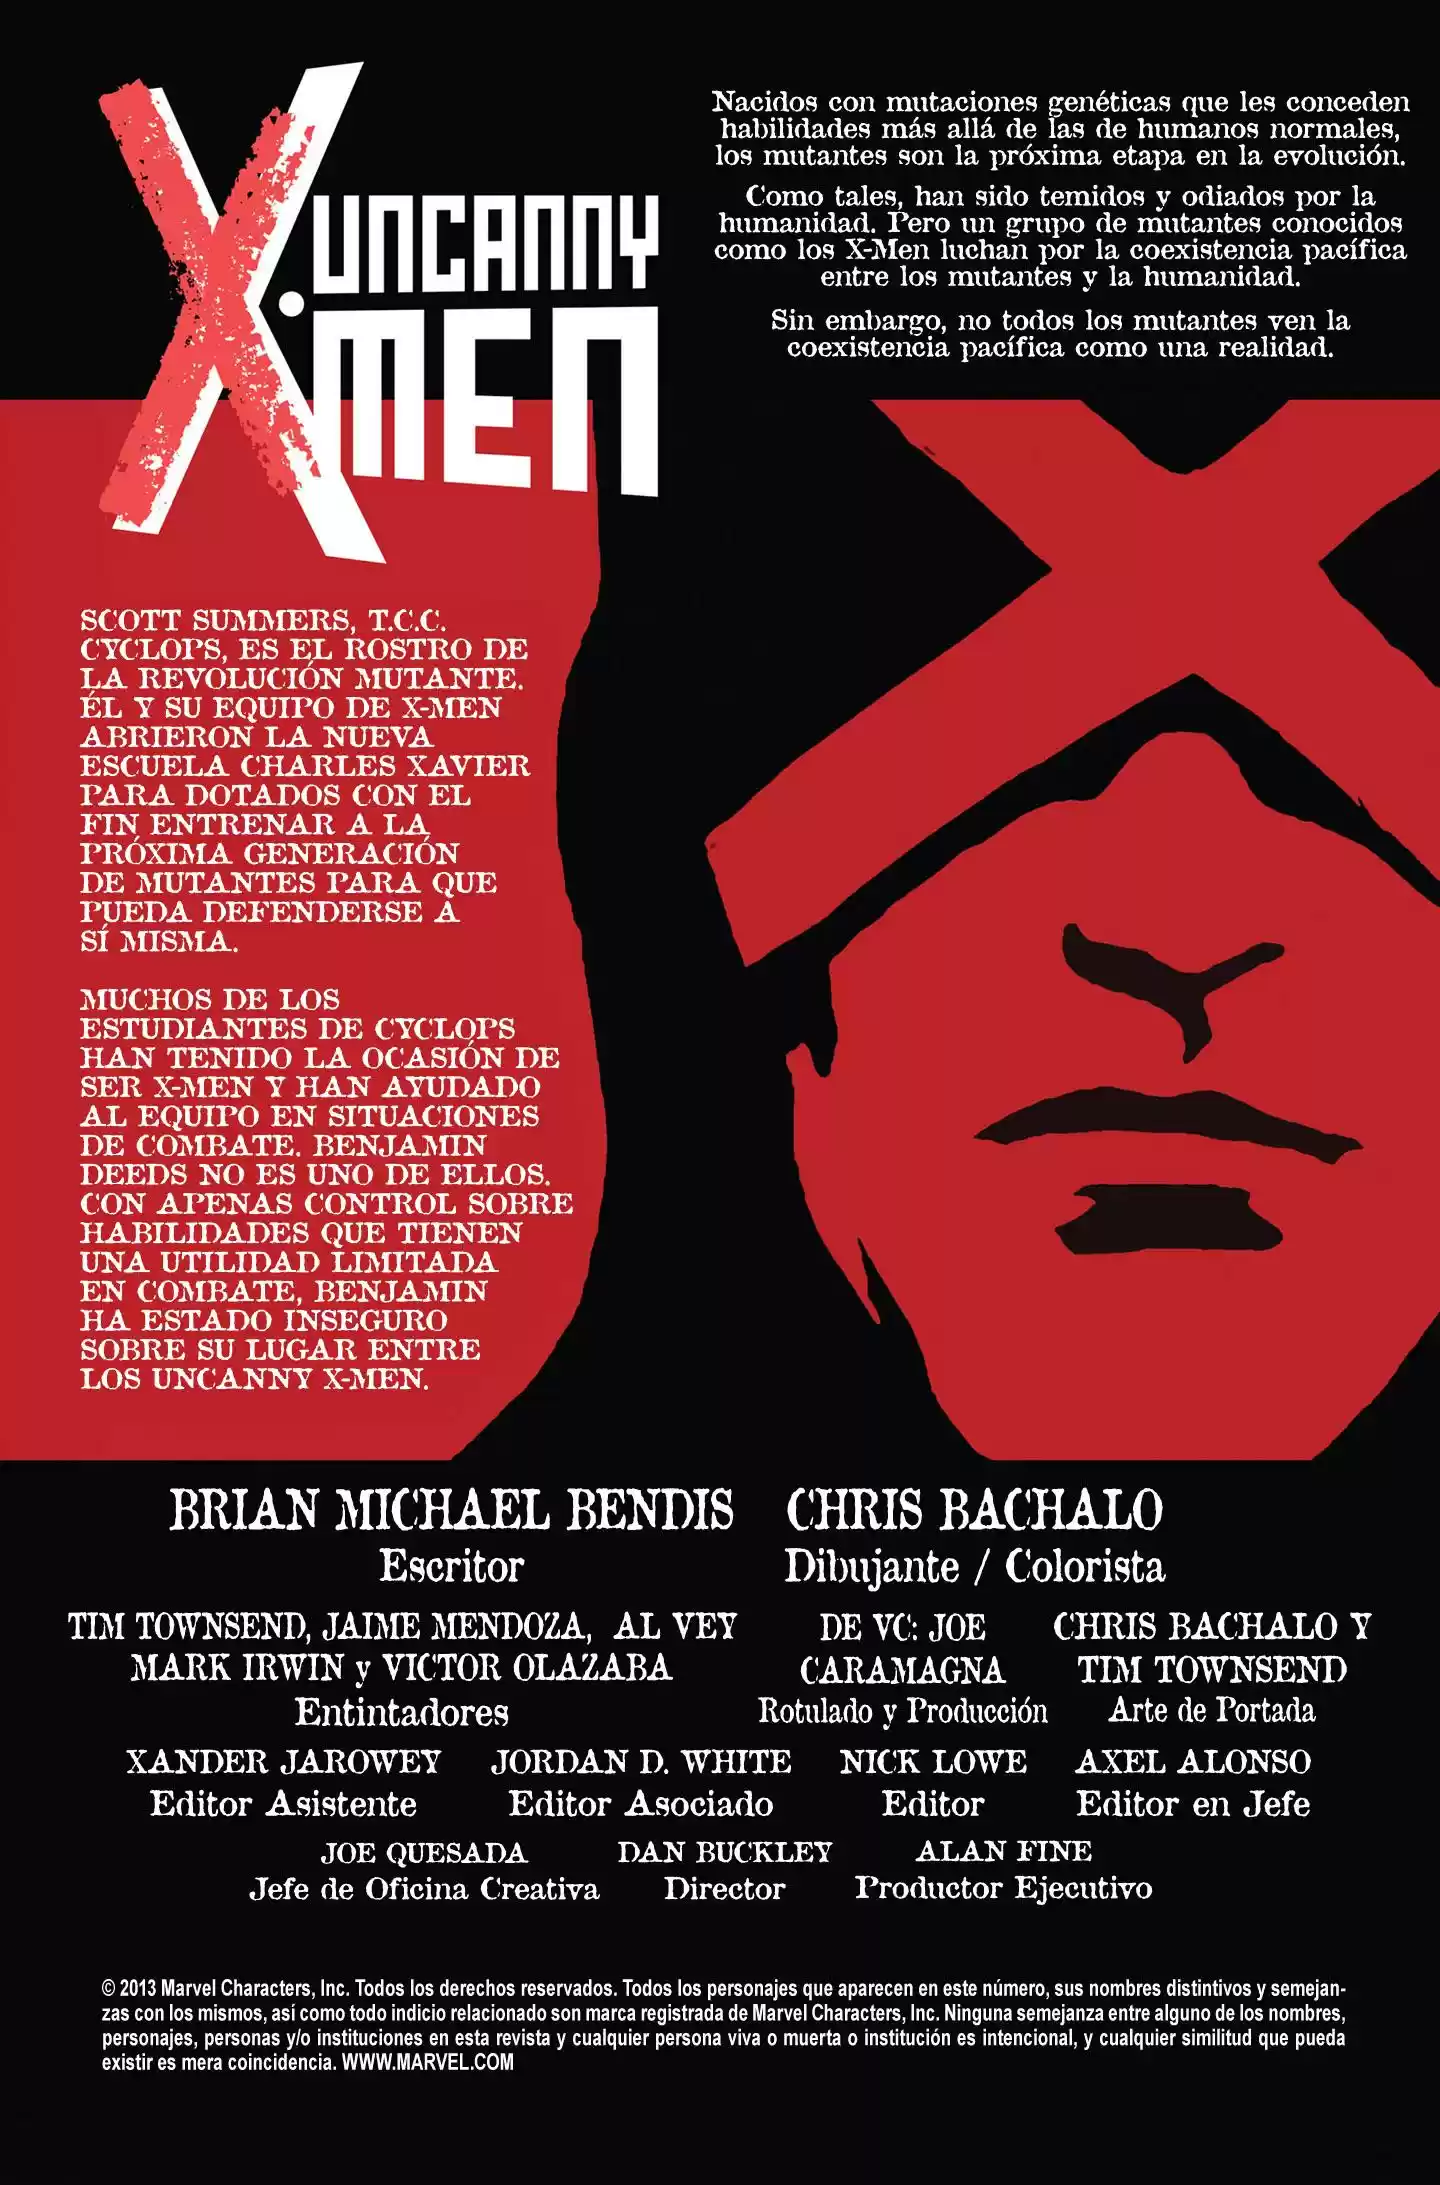 UNCANNY
X-MEN
Nacidos con mutaciones genéticas que les conceden
habilidades más allá de las de humanos normales,
los mutantes son la próxima etapa en la evolución.
Como tales, han sido temidos y odiados por la
humanidad. Pero un grupo de mutantes conocidos
como los X-Men luchan por la coexistencia pacífica
entre los mutantes y la humanidad.
Sin embargo, no todos los mutantes ven la
coexistencia pacífica como una realidad.
SCOTT SUMMERS, T.C.C.
CYCLOPS, ES EL ROSTRO DE
LA REVOLUCIÓN MUTANTE.
ÉL Y SU EQUIPO DE X-MEN
ABRIERON LA NUEVA
ESCUELA CHARLES XAVIER
PARA DOTADOS CON EL
FIN ENTRENAR A LA
PRÓXIMA GENERACIÓN
DE MUTANTES PARA QUE
PUEDA DEFENDERSE A
SÍ MISMA.
MUCHOS DE LOS
ESTUDIANTES DE CYCLOPS
HAN TENIDO LA OCASIÓN DE
SER X-MEN Y HAN AYUDADO
AL EQUIPO EN SITUACIONES
DE COMBATE. BENJAMIN
DEEDS NO ES UNO DE ELLOS.
CON APENAS CONTROL SOBRE
HABILIDADES QUE TIENEN
UNA UTILIDAD LIMITADA
EN COMBATE, BENJAMIN
HA ESTADO INSEGURO
SOBRE SU LUGAR ENTRE
LOS UNCANNY X-MEN.
BRIAN MICHAEL BENDIS
Escritor
CHRIS BACHALO
Dibujante / Colorista
TIM TOWNSEND, JAIME MENDOZA, AL VEY
MARK IRWIN y VICTOR OLAZABA
Entintadores
DE VC: JOE
CARAMAGNA
Rotulado y Producción
CHRIS BACHALO Y
TIM TOWNSEND
Arte de Portada
XANDER JAROWEY
Editor Asistente
JORDAN D. WHITE
Editor Asociado
NICK LOWE
Editor
AXEL ALONSO
Editor en Jefe
JOE QUESADA
Jefe de Oficina Creativa
DAN BUCKLEY
Director
ALAN FINE
Productor Ejecutivo
© 2013 Marvel Characters, Inc. Todos los derechos reservados. Todos los personajes que aparecen en este número, sus nombres distintivos y semejan-
zas con los mismos, así como todo indicio relacionado son marca registrada de Marvel Characters, Inc. Ninguna semejanza entre alguno de los nombres,
personajes, personas y/o instituciones en esta revista y cualquier persona viva o muerta o institución es intencional, y cualquier similitud que pueda
existir es mera coincidencia. WWW.MARVEL.COM